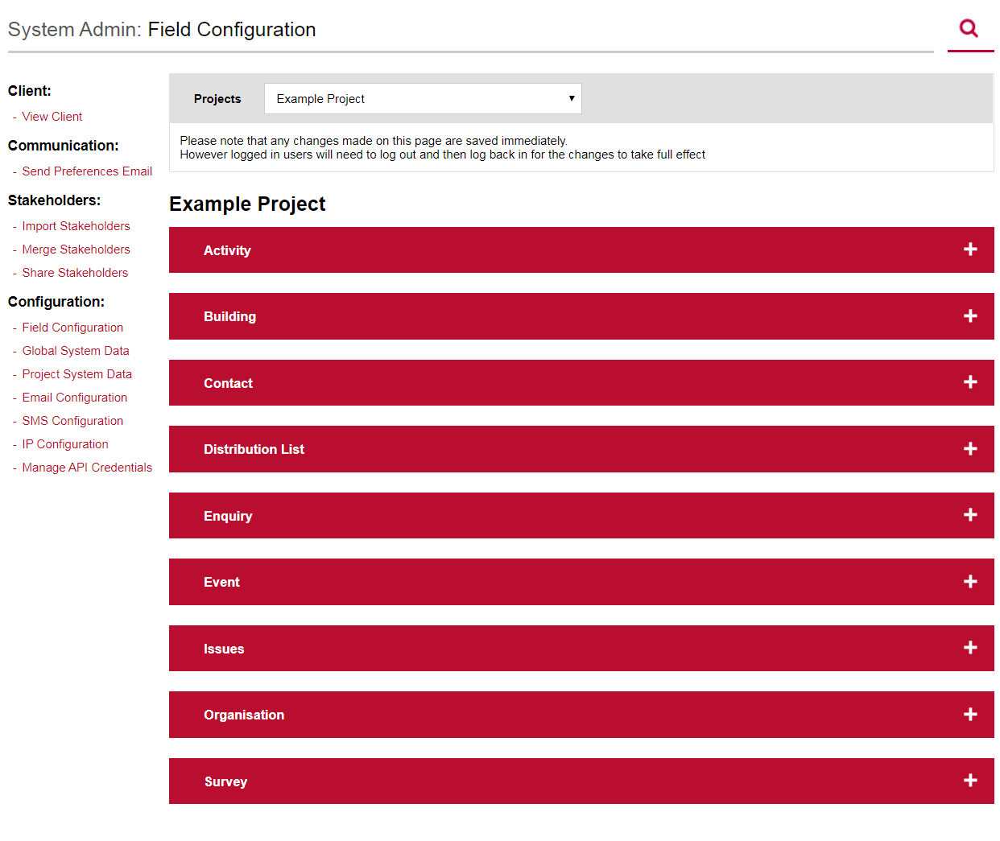 System Admin: Field Configuration
Client:
- View Client
Communication:
- Send Preferences Email
Stakeholders:
- Import Stakeholders
- Merge Stakeholders
- Share Stakeholders
Configuration:
- Field Configuration
- Global System Data
- Project System Data
- Email Configuration
- SMS Configuration
- IP Configuration
- Manage API Credentials
Projects
Example Project
Please note that any changes made on this page are saved immediately.
However logged in users will need to log out and then log back in for the changes to take full effect
Example Project
Activity
Building
Contact
Distribution List
Enquiry
Event
Issues
Organisation
Survey